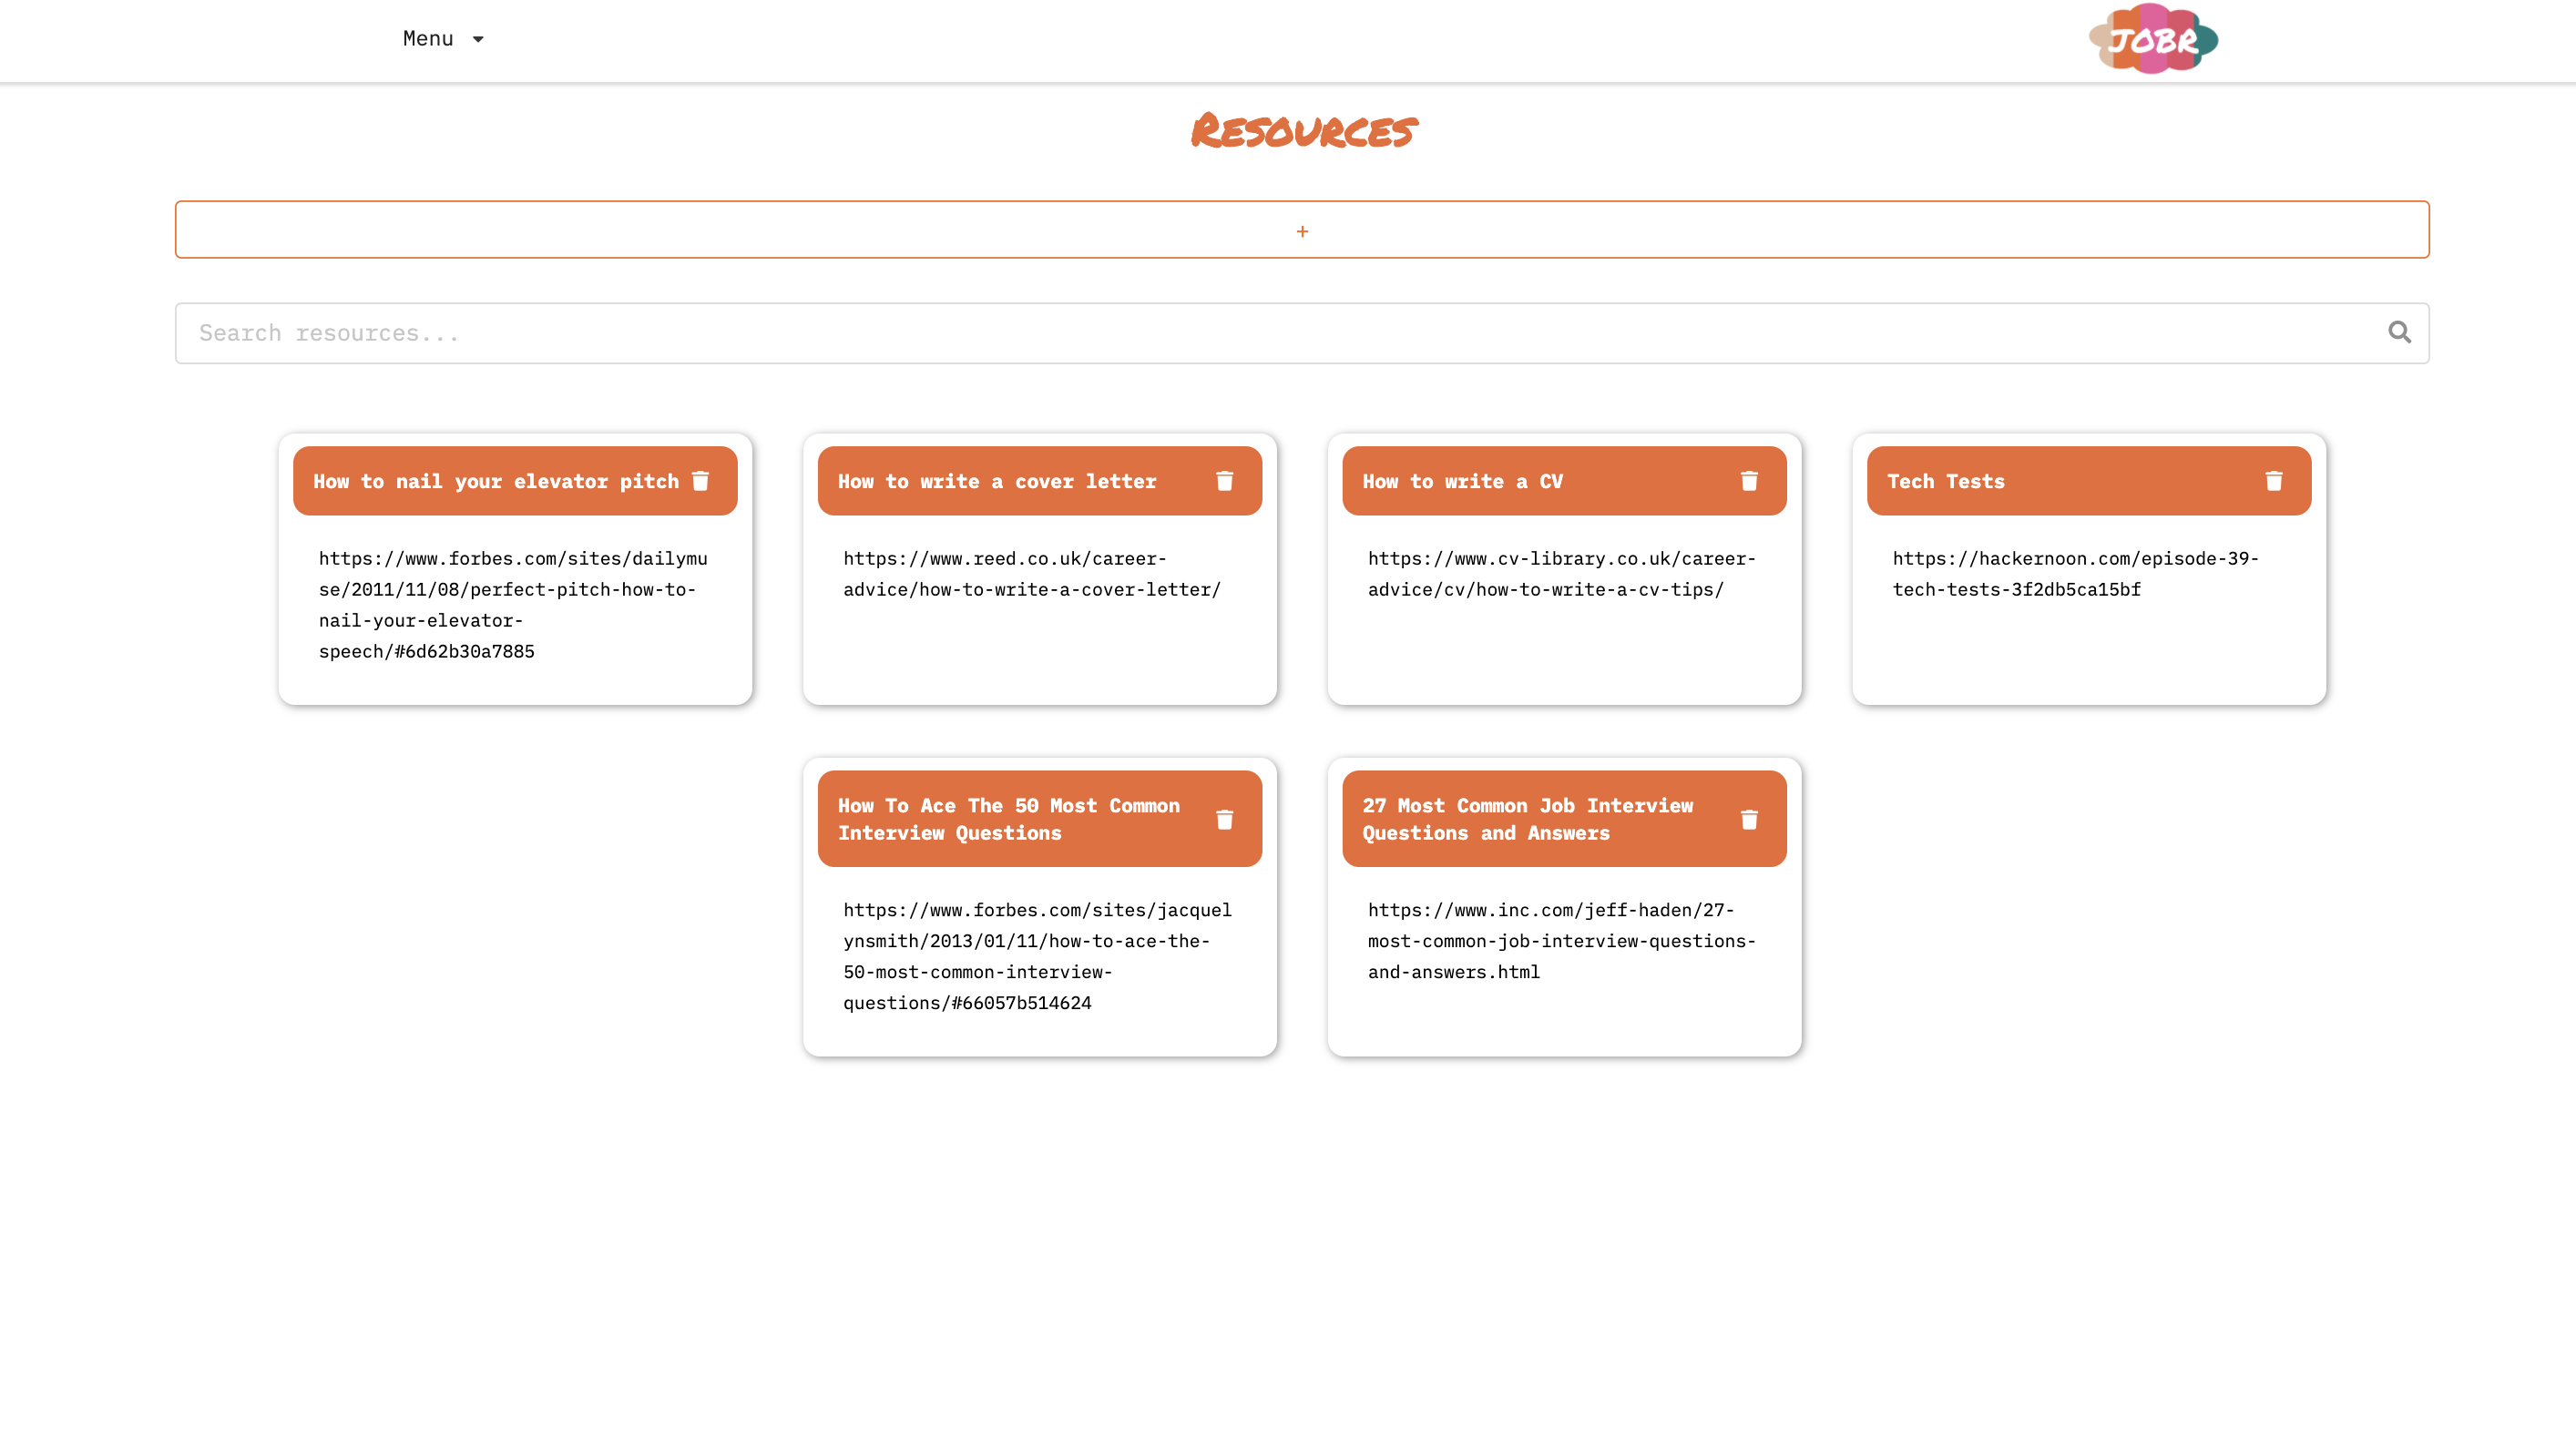 Menu
JOBR
Resources
+
Search resources...
How to nail your elevator pitch
https://www.forbes.com/sites/dailymu
se/2011/11/08/perfect-pitch-how-to-
nail-your-elevator-
speech/#6d62b30a7885
How to write a cover letter
https://www.reed.co.uk/career-
advice/how-to-write-a-cover-letter/
How to write a CV
https://www.cv-library.co.uk/career-
advice/cv/how-to-write-a-cv-tips/
Tech Tests
https://hackernoon.com/episode-39-
tech-tests-3f2db5ca15bf
How To Ace The 50 Most Common
Interview Questions
https://www.forbes.com/sites/jacquel
ynsmith/2013/01/11/how-to-ace-the-
50-most-common-interview-
questions/#66057b514624
27 Most Common Job Interview
Questions and Answers
https://www.inc.com/jeff-haden/27-
most-common-job-interview-questions-
and-answers.html